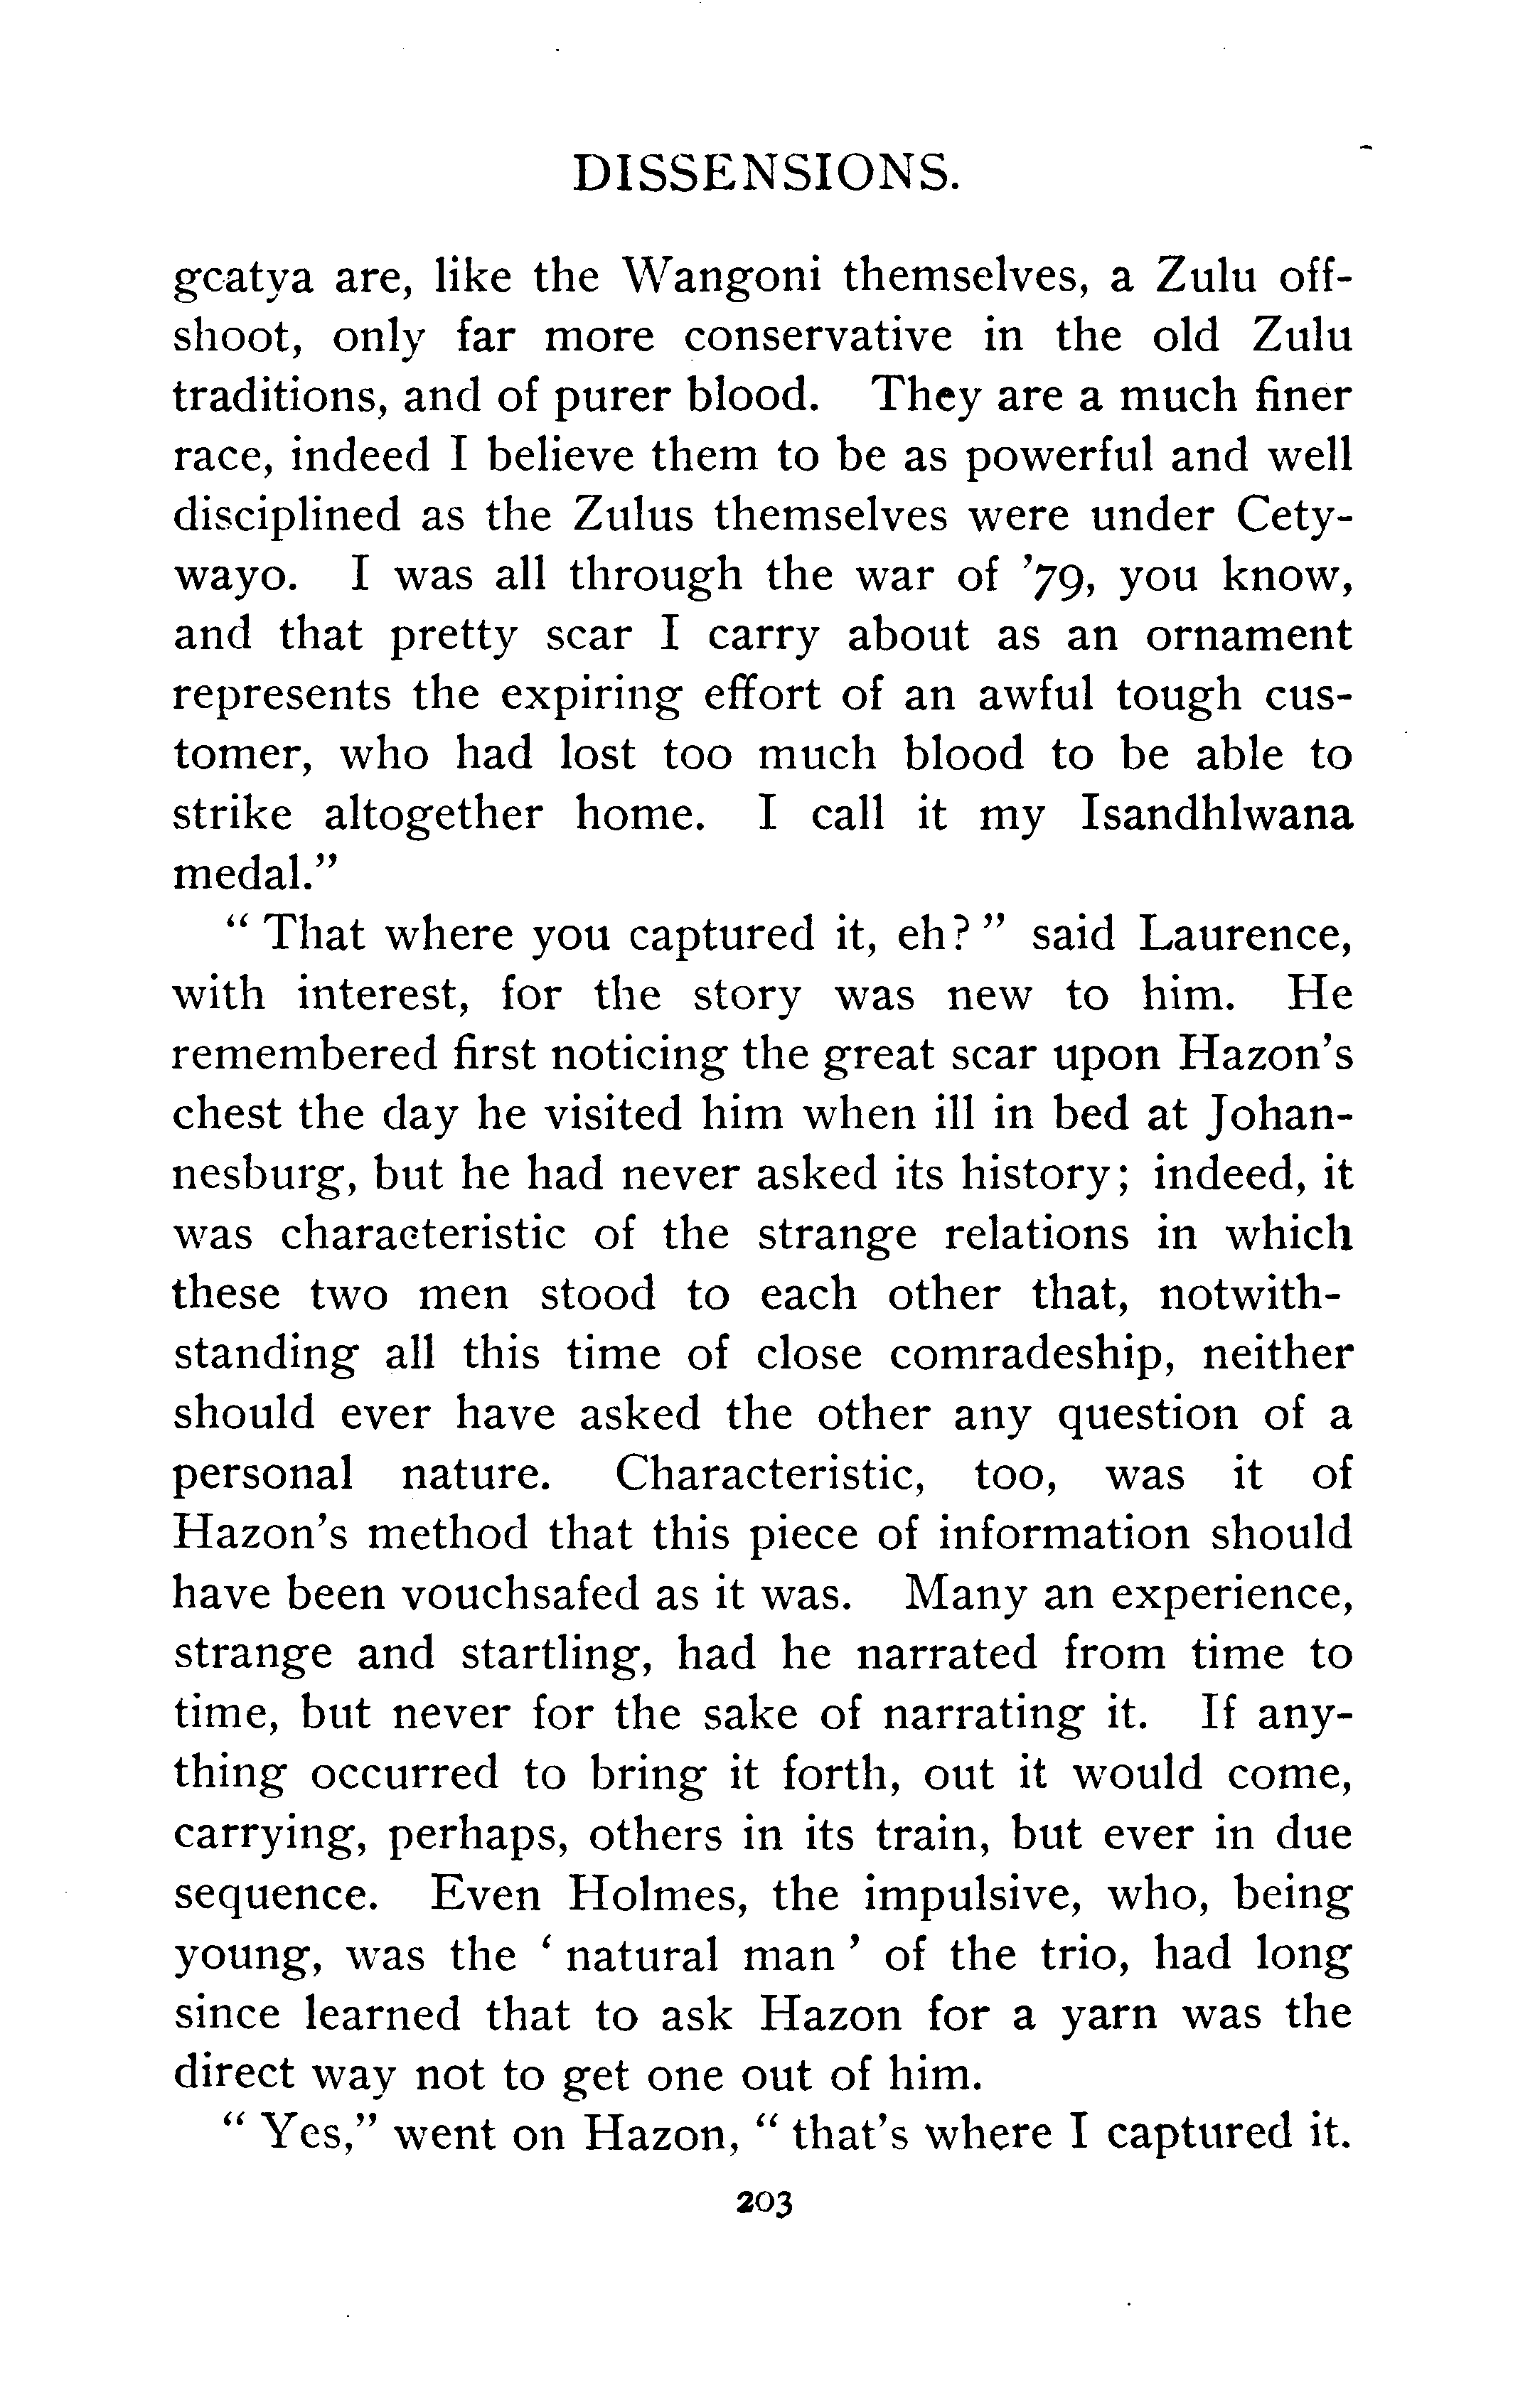 DISSENSIONS.
gcatya are, like the Wangoni themselves, a Zulu off-
shoot, only far more conservative in the old Zulu
traditions, and of purer blood. They are a much finer
race, indeed I believe them to be as powerful and well
disciplined as the Zulus themselves were under Cety-
wayo. I was all through the war of ’79, you know,
and that pretty scar I carry about as an ornament
represents the expiring effort of an awful tough cus-
tomer, who had lost too much blood to be able to
strike altogether home. I call it my Isandhlwana
medal.”
“ That where you captured it, eh? ” said Laurence,
with interest, for the story was new to him. He
remembered first noticing the great scar upon Hazon’s
chest the day he visited him when ill in bed at Johan-
nesburg, but he had never asked its history; indeed, it
was characteristic of the strange relations in which
these two men stood to each other that, notwith-
standing all this time of close comradeship, neither
should ever have asked the other any question of a
personal nature. Characteristic, too, was it of
Hazon’s method that this piece of information should
have been vouchsafed as it was. Many an experience,
strange and startling, had he narrated from time to
time, but never for the sake of narrating it. If any-
thing occurred to bring it forth, out it would come,
carrying, perhaps, others in its train, but ever in due
sequence. Even Holmes, the impulsive, who, being
young, was the ‘ natural man ’ of the trio, had long
since learned that to ask Hazon for a yarn was the
direct way not to get one out of him.
“ Yes,” went on Hazon, “ that’s where I captured it.
203